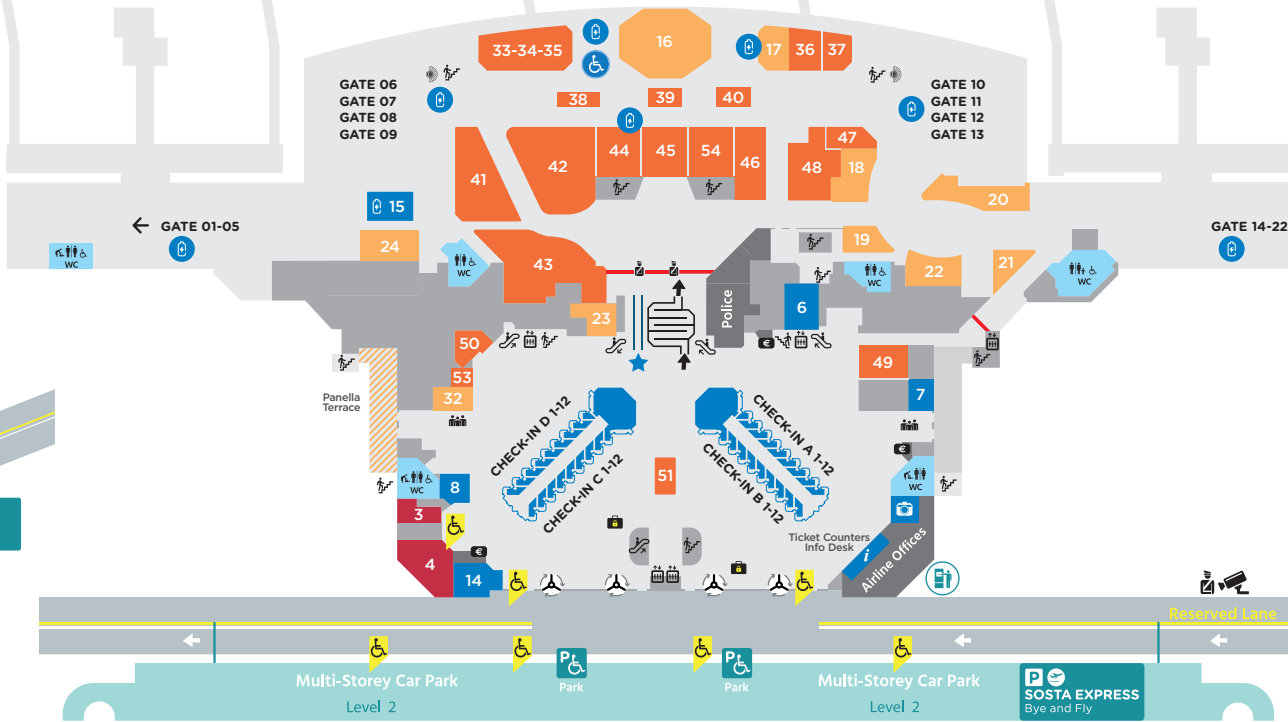 33-34-35
16
17
36
37
GATE 06
GATE 07
GATE 08
GATE 09
GATE 10
GATE 11
GATE 12
GATE 13
38
39
40
41
42
44
45
54
46
47
48
18
20
15
GATE 01-05
24
WC
WC
43
23
Police
6
19
WC
22
21
WC
GATE 14-22
50
53
32
€
49
7
Panella
Terrace
CHECK-IN D 1-12
CHECK-IN C 1-12
CHECK-IN A 1-12
CHECK-IN B 1-12
51
€
WC
8
WC
3
4
€
14
Ticket Counters
Info Desk
i
Airline Offices
Reserved Lane
P
Park
P
Park
Multi-Storey Car Park
Level 2
Multi-Storey Car Park
Level 2
P
SOSTA EXPRESS
Bye and Fly